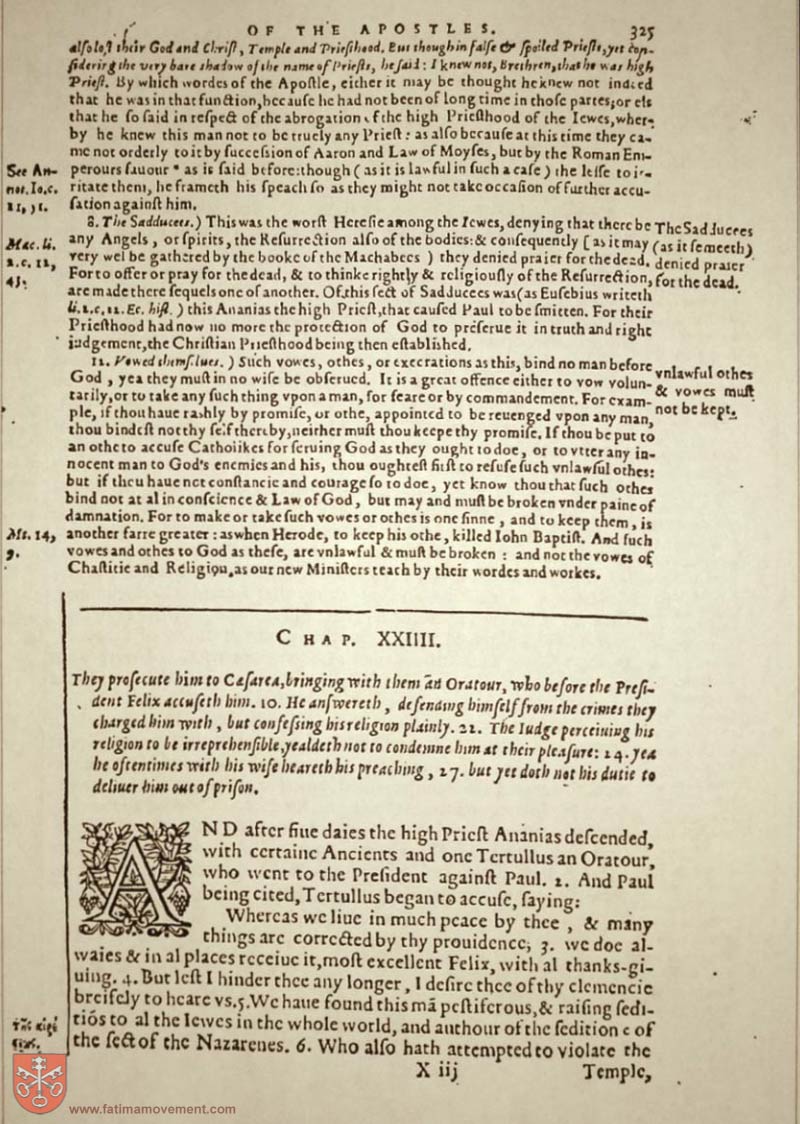 OF THE APOSTLES. 325
alſo loſt their God and Chriſt, Temple and Prieſthood. But though in falſe & ſpoiled Prieſts, yet con-
ſidering the very bare shadow of the name of Prieſts, he ſaid: I knew not, Brethren, that he was high
Prieſt. By which wordes of the Apoſtle, either it may be thought he knew not indeed
that he was in that function, becauſe he had not been of long time in thoſe partes; or els
that he ſo ſaid in reſpect of the abrogation of the high Prieſthood of the Iewes, wher-
by he knew this man not to be truely any Prieſt: as alſo becauſe at this time they ca-
me not orderly to it by ſucceſsion of Aaron and Law of Moyſes, but by the Roman Em-
See An-
not. Io. c.
11, 51.
perours fauour * as is ſaid before: though (as it is lawful in ſuch a caſe) the leſſe to ir-
ritate them, he frameth his ſpeach ſo as they might not take occaſion of further accu-
ſation againſt him.
8. The Sadducees.) This was the worſt Hereſie among the Iewes, denying that there be
The Sadducees
(as it ſemeeth)
denied praier
for the dead.
Mac. li.
2. c. 12,
43.
any Angels, or ſpirits, the Reſurrection alſo of the bodies: & conſequently [as it may
very wel be gathered by the booke of the Machabees) they denied praier for the dead.
For to offer or pray for the dead, & to thinke rightly & religiouſly of the Reſurrection,
are made there ſequels one of another. Of this ſect of Sadducees was (as Euſebius writeth
li. 2. c. 22. Ec. hiſt.) this Ananias the high Prieſt, that cauſed Paul to be ſmitten. For their
Prieſthood had now no more the protection of God to preſerue it in truth and right
iudgement, the Chriſtian Prieſthood being then eſtablished.
12. Vowed themſelues.) Such vowes, othes, or execrations as this, bind no man before
vnlawful othes
& vowes muſt
not be kept.
God, yea they muſt in no wiſe be obſerued. It is a great offence either to vow volun-
tarily, or to take any ſuch thing vpon a man, for feare or by commandement. For exam-
ple, if thou haue rashly by promiſe, or othe, appointed to be reuenged vpon any man,
thou bindeſt not thy ſelf therby, neither muſt thou keepe thy promiſe. If thou be put to
an othe to accuſe Catholikes for ſeruing God as they ought to doe, or to vtter any in-
nocent man to God's enemies and his, thou oughteſt firſt to refuſe ſuch vnlawful othes:
but if thou haue not conſtancie and courage ſo to doe, yet know thou that ſuch othes
bind not at al in conſcience & Law of God, but may and muſt be broken vnder paine of
damnation. For to make or take ſuch vowes or othes is one ſinne, and to keep them, is
Mt. 14,
9.
another farre greater: as when Herode, to keep his othe, killed Iohn Baptiſt. And ſuch
vowes and othes to God as theſe, are vnlawful & muſt be broken: and not the vowes of
Chaſtitie and Religion, as our new Miniſters teach by their wordes and workes.
CHAP. XXIIII.
They proſecute him to Cæſarea, bringing with them an Oratour, who before the Preſi-
dent Felix accuſeth him. 10. He anſwereth, defending himſelf from the crimes they
charged him with, but confeſſing his religion plainly. 22. The Iudge perceiuing his
religion to be irreprehenſible, yealdeth not to condemne him at their pleaſure: 24. yea
he oftentimes with his wife heareth his preaching, 27. but yet doth not his dutie to
deliuer him out of priſon.
AND after fiue daies the high Prieſt Ananias deſcended,
with certaine Ancients and one Tertullus an Oratour,
who went to the Preſident againſt Paul. 2. And Paul
being cited, Tertullus began to accuſe, ſaying:
Whereas we liue in much peace by thee, & many
things are corrected by thy prouidence; 3. we doe al-
waies & in al places receiue it, moſt excellent Felix, with al thanks-gi-
uing. 4. But leſt I hinder thee any longer, I deſire thee of thy clemencie
breifely to heare vs. 5. We haue found this mã peſtiferous, & raiſing ſedi-
tiõs to al the Iewes in the whole world, and authour of the ſedition c of
the ſect of the Nazarenes. 6. Who alſo hath attempted to violate the
X iij Temple,
www.fatimamovement.com